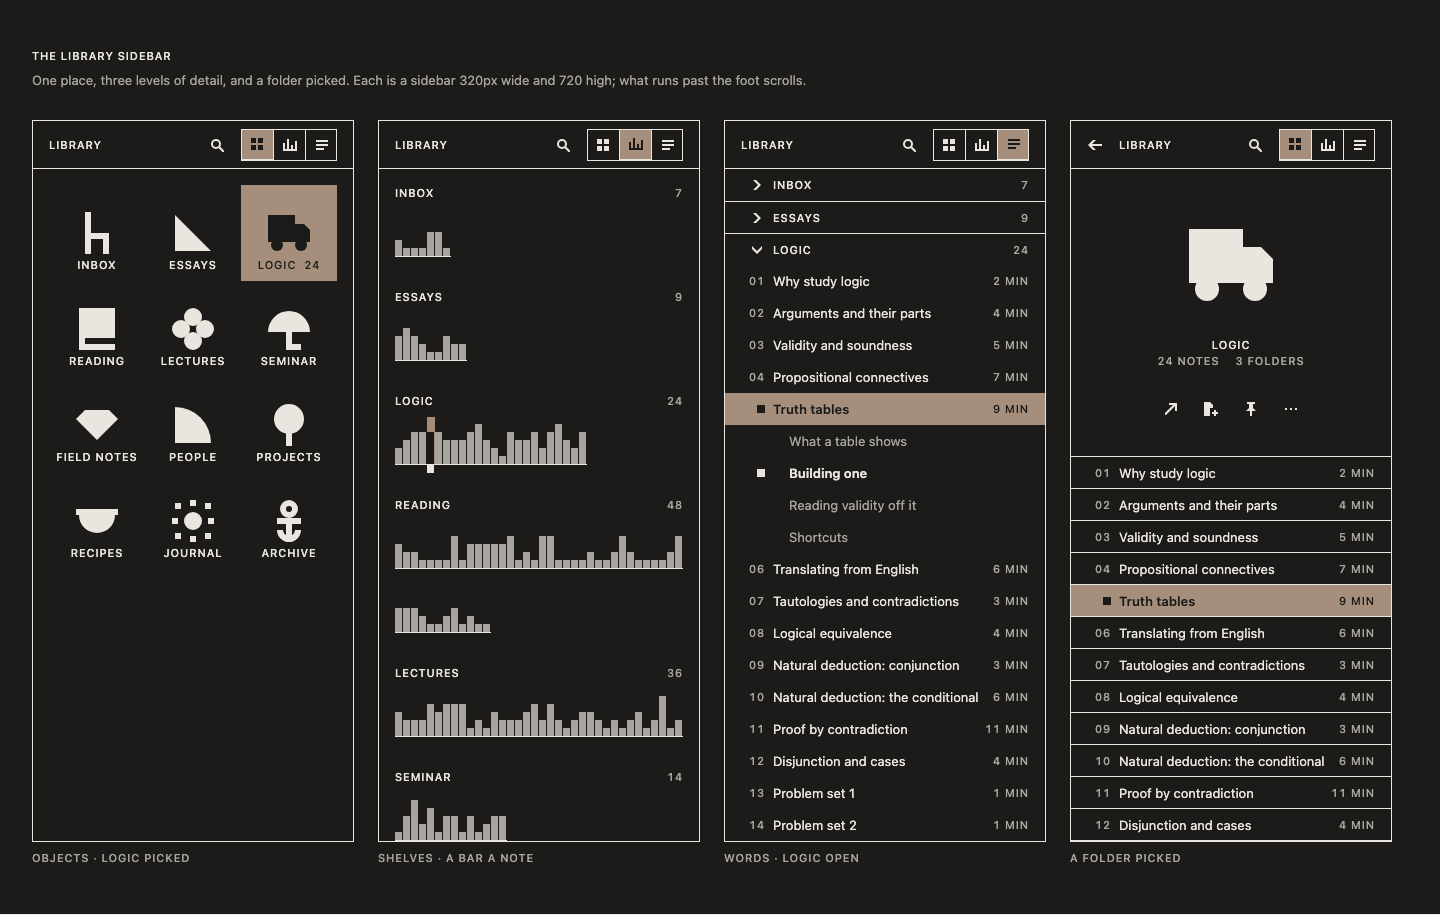 THE LIBRARY SIDEBAR
One place, three levels of detail, and a folder picked. Each is a sidebar 320px wide and 720 high; what runs past the foot scrolls.
LIBRARY
INBOX
ESSAYS
LOGIC 24
READING
LECTURES
SEMINAR
FIELD NOTES
PEOPLE
PROJECTS
RECIPES
JOURNAL
ARCHIVE
OBJECTS · LOGIC PICKED
LIBRARY
INBOX 7
ESSAYS 9
LOGIC 24
READING 48
LECTURES 36
SEMINAR 14
SHELVES · A BAR A NOTE
LIBRARY
INBOX 7
ESSAYS 9
LOGIC 24
01 Why study logic 2 MIN
02 Arguments and their parts 4 MIN
03 Validity and soundness 5 MIN
04 Propositional connectives 7 MIN
Truth tables 9 MIN
What a table shows
Building one
Reading validity off it
Shortcuts
06 Translating from English 6 MIN
07 Tautologies and contradictions 3 MIN
08 Logical equivalence 4 MIN
09 Natural deduction: conjunction 3 MIN
10 Natural deduction: the conditional 6 MIN
11 Proof by contradiction 11 MIN
12 Disjunction and cases 4 MIN
13 Problem set 1 1 MIN
14 Problem set 2 1 MIN
WORDS · LOGIC OPEN
LIBRARY
LOGIC
24 NOTES 3 FOLDERS
01 Why study logic 2 MIN
02 Arguments and their parts 4 MIN
03 Validity and soundness 5 MIN
04 Propositional connectives 7 MIN
Truth tables 9 MIN
06 Translating from English 6 MIN
07 Tautologies and contradictions 3 MIN
08 Logical equivalence 4 MIN
09 Natural deduction: conjunction 3 MIN
10 Natural deduction: the conditional 6 MIN
11 Proof by contradiction 11 MIN
12 Disjunction and cases 4 MIN
A FOLDER PICKED